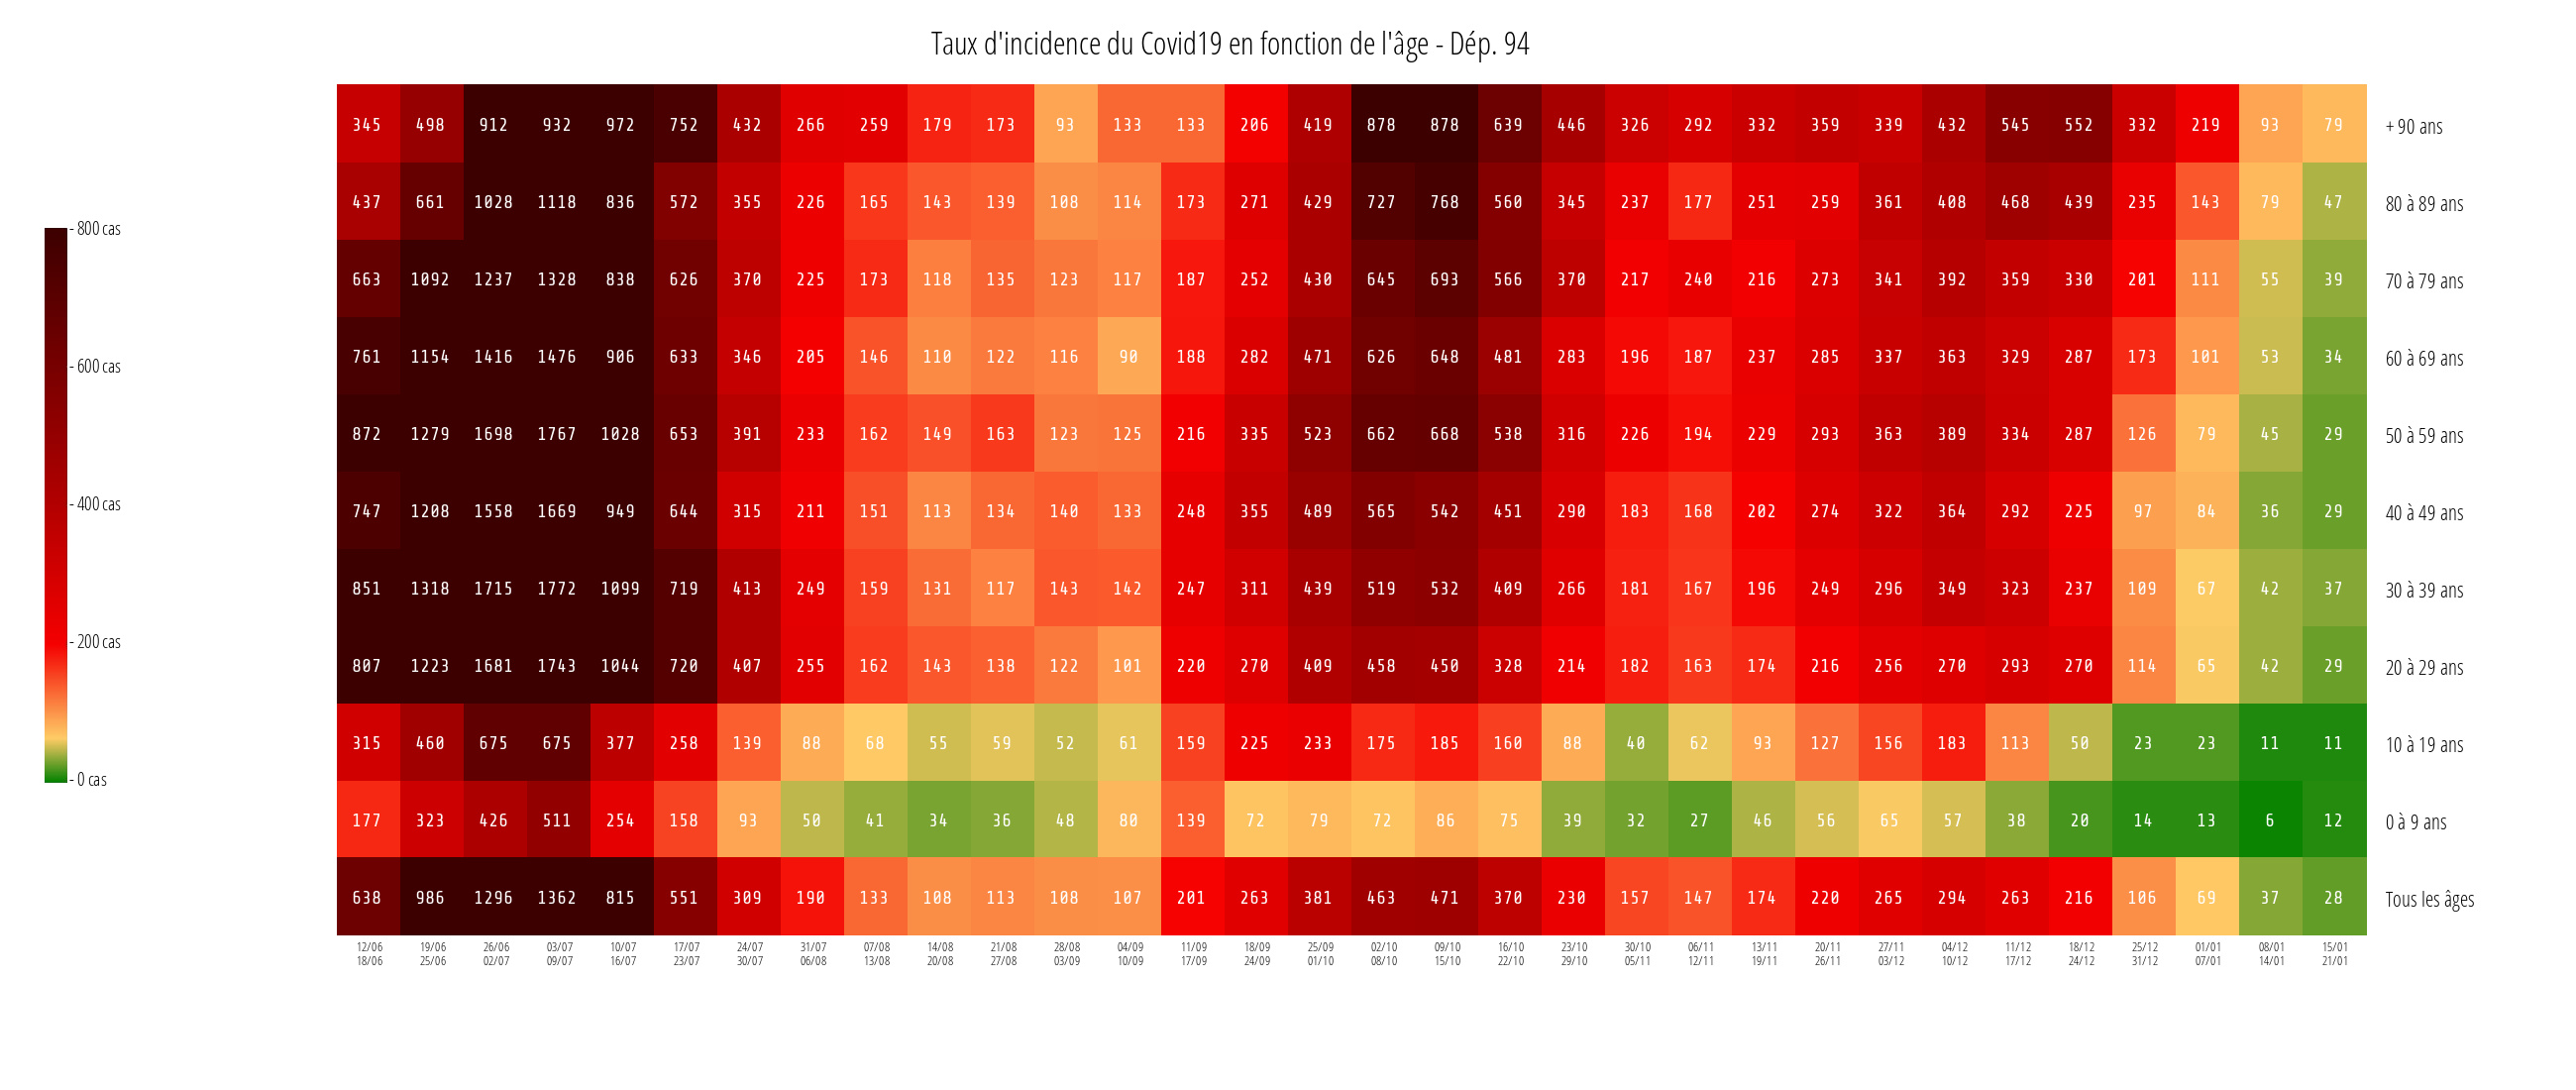 Taux d'incidence du Covid19 en fonction de l'âge - Dép. 94
- 800 cas
- 600 cas
- 400 cas
- 200 cas
- 0 cas
345 498 912 932 972 752 432 266 259 179 173 93 133 133 206 419 878 878 639 446 326 292 332 359 339 432 545 552 332 219 93 79 + 90 ans
437 661 1028 1118 836 572 355 226 165 143 139 108 114 173 271 429 727 768 560 345 237 177 251 259 361 408 468 439 235 143 79 47 80 à 89 ans
663 1092 1237 1328 838 626 370 225 173 118 135 123 117 187 252 430 645 693 566 370 217 240 216 273 341 392 359 330 201 111 55 39 70 à 79 ans
761 1154 1416 1476 906 633 346 205 146 110 122 116 90 188 282 471 626 648 481 283 196 187 237 285 337 363 329 287 173 101 53 34 60 à 69 ans
872 1279 1698 1767 1028 653 391 233 162 149 163 123 125 216 335 523 662 668 538 316 226 194 229 293 363 389 334 287 126 79 45 29 50 à 59 ans
747 1208 1558 1669 949 644 315 211 151 113 134 140 133 248 355 489 565 542 451 290 183 168 202 274 322 364 292 225 97 84 36 29 40 à 49 ans
851 1318 1715 1772 1099 719 413 249 159 131 117 143 142 247 311 439 519 532 409 266 181 167 196 249 296 349 323 237 109 67 42 37 30 à 39 ans
807 1223 1681 1743 1044 720 407 255 162 143 138 122 101 220 270 409 458 450 328 214 182 163 174 216 256 270 293 270 114 65 42 29 20 à 29 ans
315 460 675 675 377 258 139 88 68 55 59 52 61 159 225 233 175 185 160 88 40 62 93 127 156 183 113 50 23 23 11 11 10 à 19 ans
177 323 426 511 254 158 93 50 41 34 36 48 80 139 72 79 72 86 75 39 32 27 46 56 65 57 38 20 14 13 6 12 0 à 9 ans
638 986 1296 1362 815 551 309 190 133 108 113 108 107 201 263 381 463 471 370 230 157 147 174 220 265 294 263 216 106 69 37 28 Tous les âges
12/06 19/06 26/06 03/07 10/07 17/07 24/07 31/07 07/08 14/08 21/08 28/08 04/09 11/09 18/09 25/09 02/10 09/10 16/10 23/10 30/10 06/11 13/11 20/11 27/11 04/12 11/12 18/12 25/12 01/01 08/01 15/01
18/06 25/06 02/07 09/07 16/07 23/07 30/07 06/08 13/08 20/08 27/08 03/09 10/09 17/09 24/09 01/10 08/10 15/10 22/10 29/10 05/11 12/11 19/11 26/11 03/12 10/12 17/12 24/12 31/12 07/01 14/01 21/01